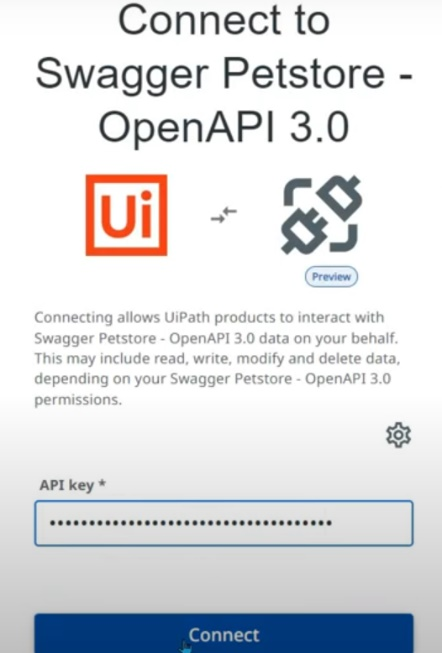 Connect to
Swagger Petstore -
OpenAPI 3.0
Ui
Preview
Connecting allows UiPath products to interact with
Swagger Petstore - OpenAPI 3.0 data on your behalf.
This may include read, write, modify and delete data,
depending on your Swagger Petstore - OpenAPI 3.0
permissions.
API key *
••••••••••••••••••••••••••••••••••••
Connect